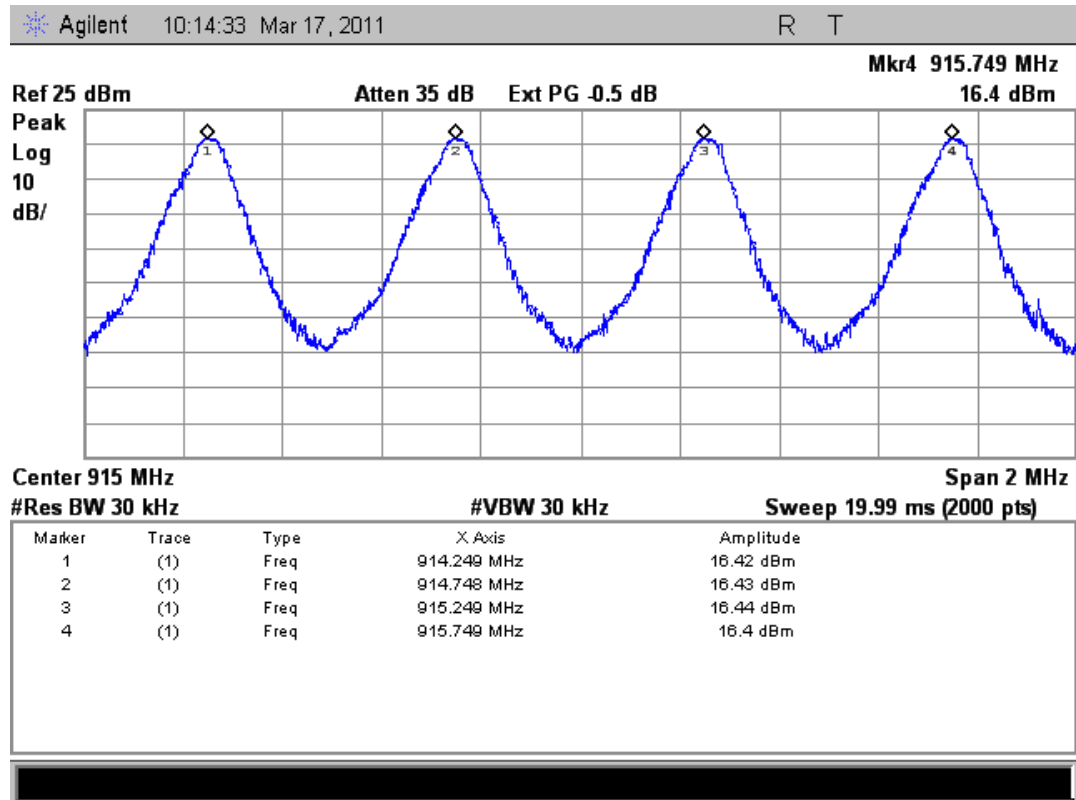 Agilent 10:14:33 Mar 17, 2011 R T
Mkr4 915.749 MHz
Ref 25 dBm Atten 35 dB Ext PG -0.5 dB 16.4 dBm
Peak
Log
10
dB/
1 2 3 4
Center 915 MHz Span 2 MHz
#Res BW 30 kHz #VBW 30 kHz Sweep 19.99 ms (2000 pts)
Marker Trace Type X Axis Amplitude
1 (1) Freq 914.249 MHz 16.42 dBm
2 (1) Freq 914.748 MHz 16.43 dBm
3 (1) Freq 915.249 MHz 16.44 dBm
4 (1) Freq 915.749 MHz 16.4 dBm